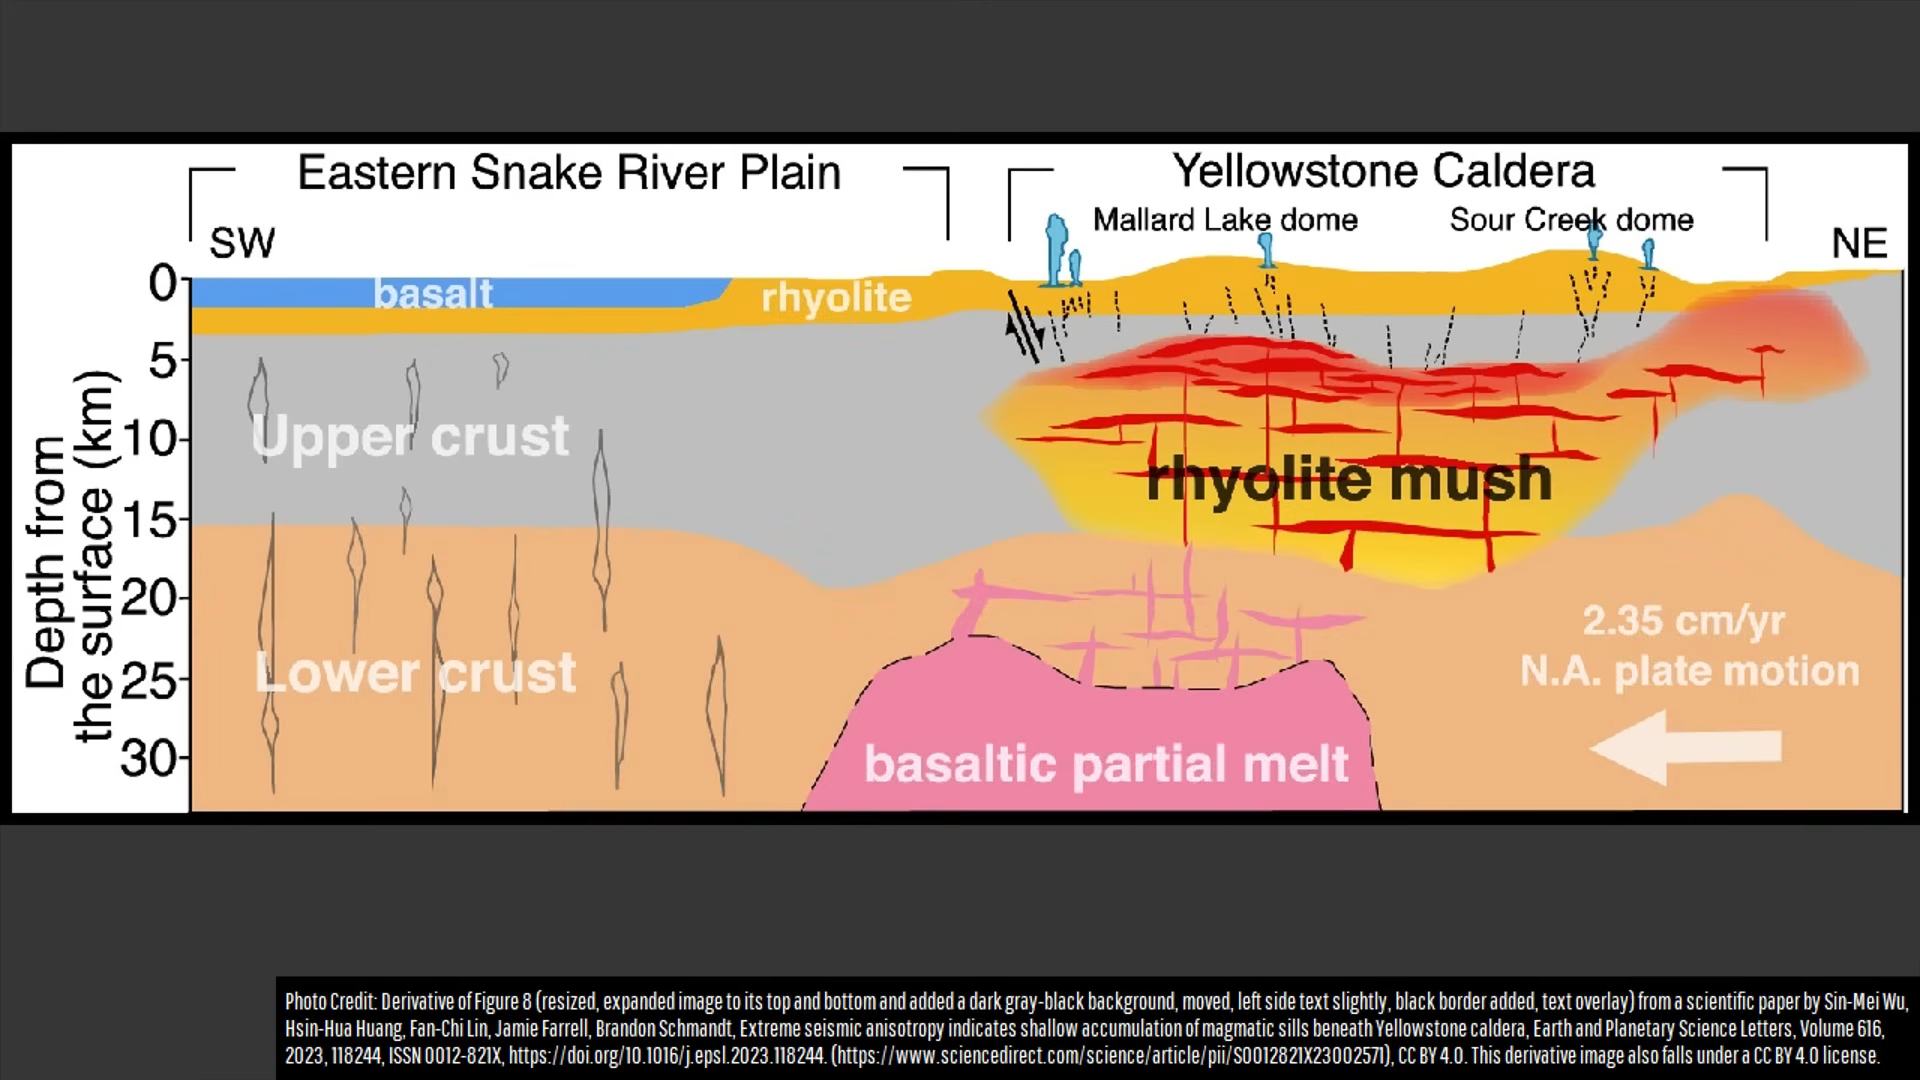 Eastern Snake River Plain
Yellowstone Caldera
Mallard Lake dome
Sour Creek dome
SW
NE
Depth from
the surface (km)
0
5
10
15
20
25
30
basalt
rhyolite
Upper crust
rhyolite mush
Lower crust
2.35 cm/yr
N.A. plate motion
basaltic partial melt
Photo Credit: Derivative of Figure 8 (resized, expanded image to its top and bottom and added a dark gray-black background, moved, left side text slightly, black border added, text overlay) from a scientific paper by Sin-Mei Wu,
Hsin-Hua Huang, Fan-Chi Lin, Jamie Farrell, Brandon Schmandt, Extreme seismic anisotropy indicates shallow accumulation of magmatic sills beneath Yellowstone caldera, Earth and Planetary Science Letters, Volume 616,
2023, 118244, ISSN 0012-821X, https://doi.org/10.1016/j.epsl.2023.118244. (https://www.sciencedirect.com/science/article/pii/S0012821X23002571), CC BY 4.0. This derivative image also falls under a CC BY 4.0 license.